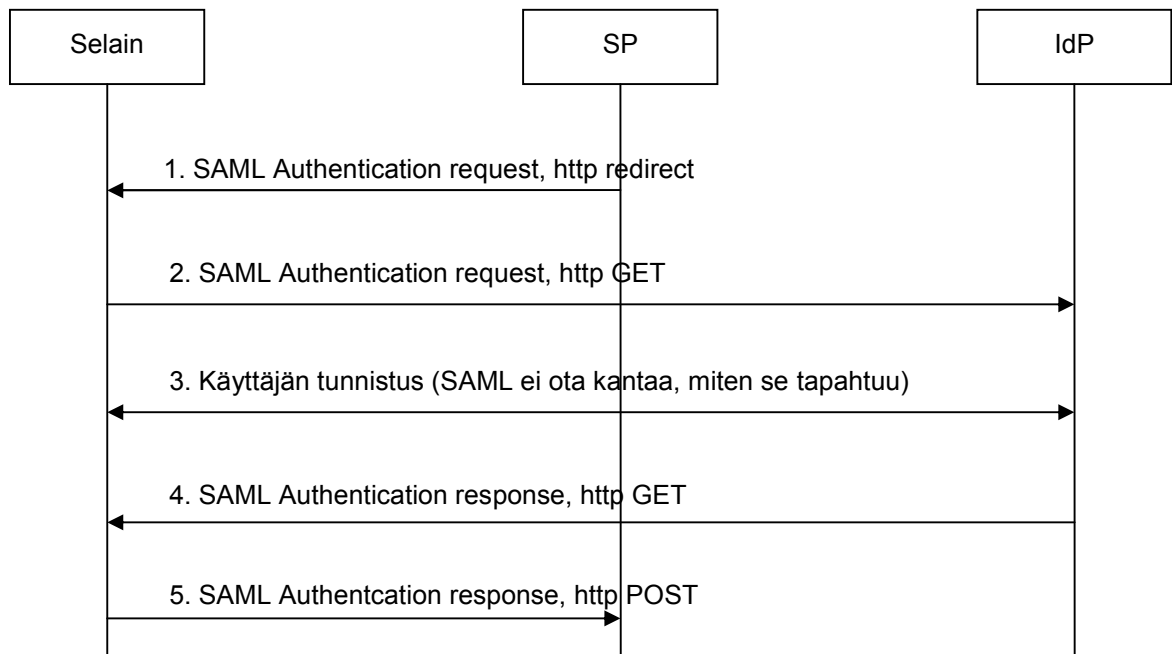 Selain
SP
IdP
1. SAML Authentication request, http redirect
2. SAML Authentication request, http GET
3. Käyttäjän tunnistus (SAML ei ota kantaa, miten se tapahtuu)
4. SAML Authentication response, http GET
5. SAML Authentcation response, http POST